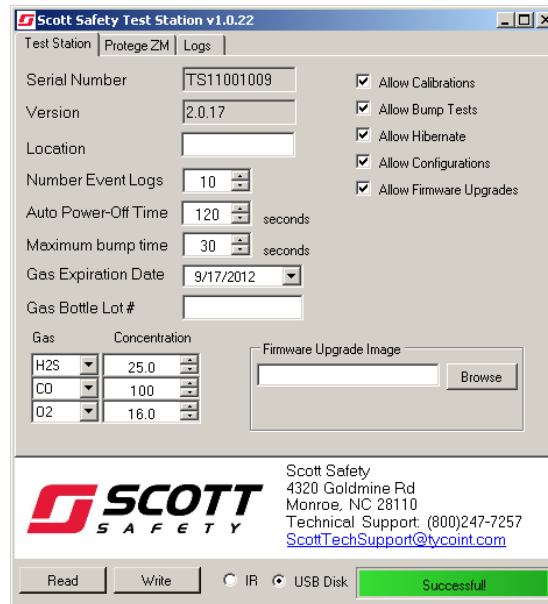 Scott Safety Test Station v1.0.22
Test Station Protege ZM Logs
Serial Number TS11001009
Allow Calibrations
Version 2.0.17
Allow Bump Tests
Location
Allow Hibernate
Allow Configurations
Number Event Logs 10
Allow Firmware Upgrades
Auto Power-Off Time 120 seconds
Maximum bump time 30 seconds
Gas Expiration Date 9/17/2012
Gas Bottle Lot #
Gas Concentration
Firmware Upgrade Image
H2S 25.0
Browse
CO 100
O2 16.0
SCOTT
SAFETY
Scott Safety
4320 Goldmine Rd
Monroe, NC 28110
Technical Support: (800)247-7257
ScottTechSupport@tycoint.com
Read Write IR USB Disk Successful!